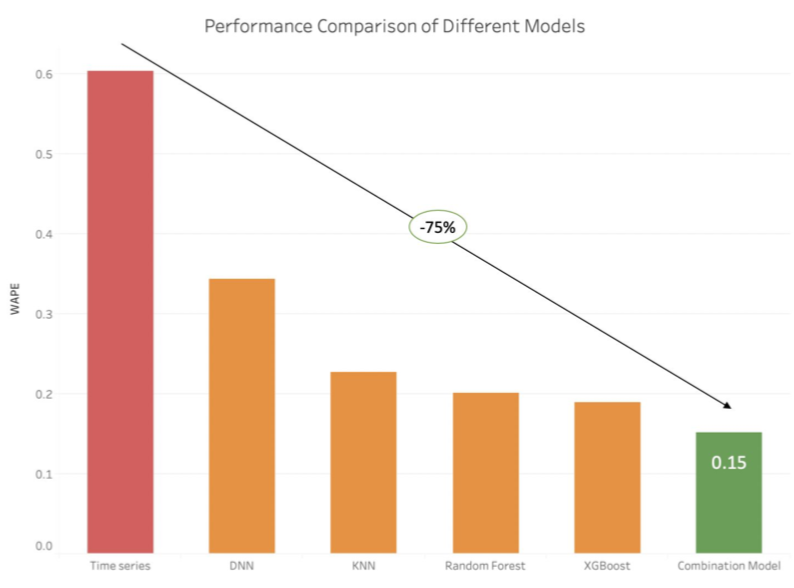 Performance Comparison of Different Models
0.6
0.5
0.4
0.3
0.2
0.1
0.0
WAPE
-75%
0.15
Time series
DNN
KNN
Random Forest
XGBoost
Combination Model